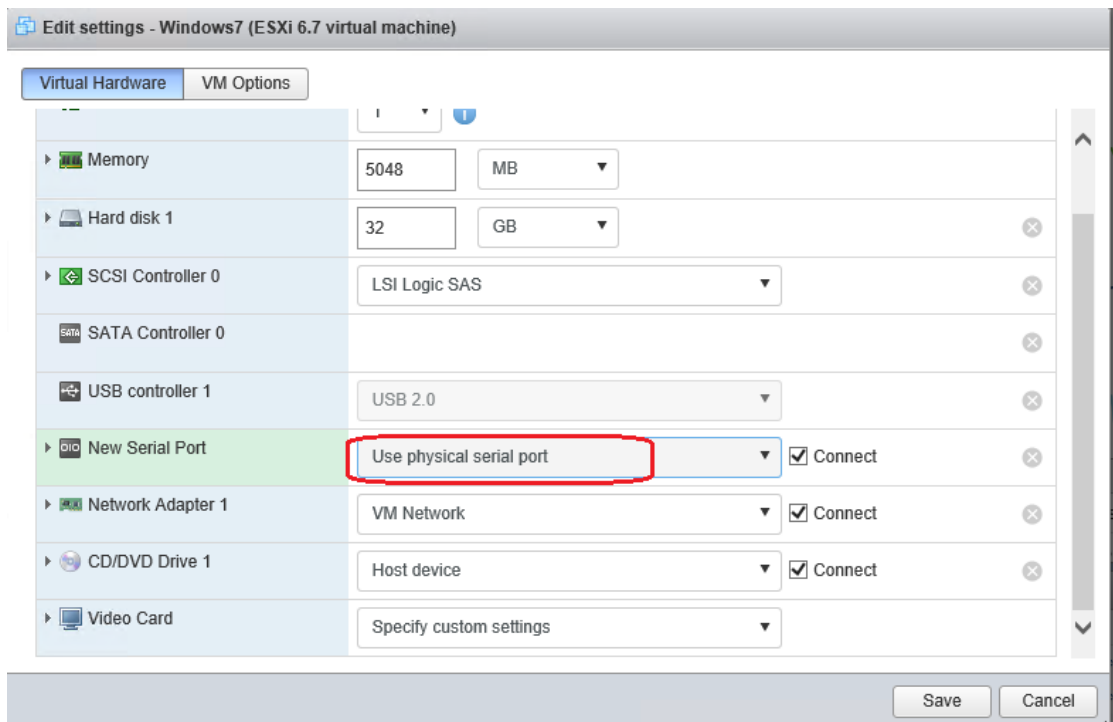 Edit settings - Windows7 (ESXi 6.7 virtual machine)
Virtual Hardware VM Options
Memory 5048 MB
Hard disk 1 32 GB
SCSI Controller 0 LSI Logic SAS
SATA SATA Controller 0
USB controller 1 USB 2.0
New Serial Port Use physical serial port Connect
Network Adapter 1 VM Network Connect
CD/DVD Drive 1 Host device Connect
Video Card Specify custom settings
Save Cancel